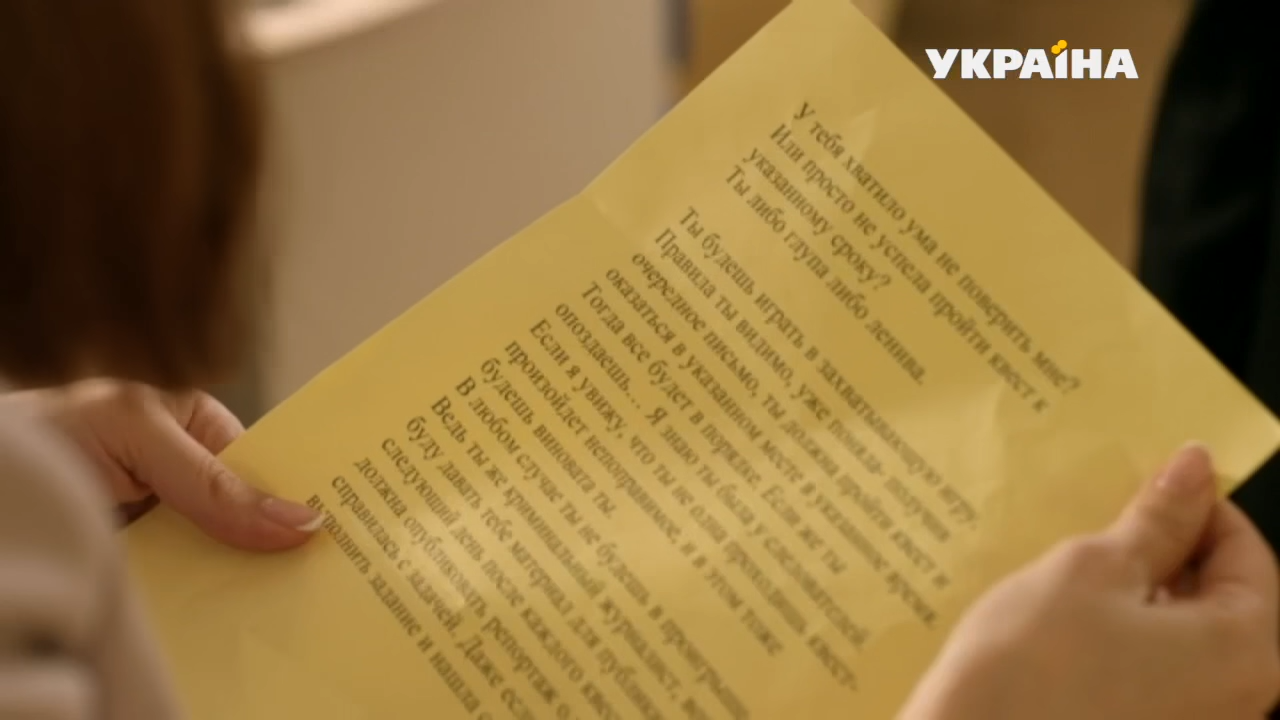 УКРАЇНА
У тебя хватило ума не поверить мне?
Или просто не успела пройти квест к
указанному сроку?
Ты либо глупа либо ленива.
Ты будешь играть в захватывающую игру.
Правила ты видимо, уже поняла- получив
очередное письмо, ты должна пройти квест и
оказаться в указанном месте в указанное время.
Тогда все будет в порядке. Если же ты
опоздаешь... Я знаю ты была у следователей.
Если я увижу, что ты не одна проходишь квест-
произойдет непоправимое, и в этом тоже
будешь виновата ты.
В любом случае ты не будешь в проигрыше.
Ведь ты же криминальный журналист,
буду давать тебе материал для
следующий день после каждого
должна опубликовать репортаж о
справилась с задачей. Даже
выполнить задание и нашла